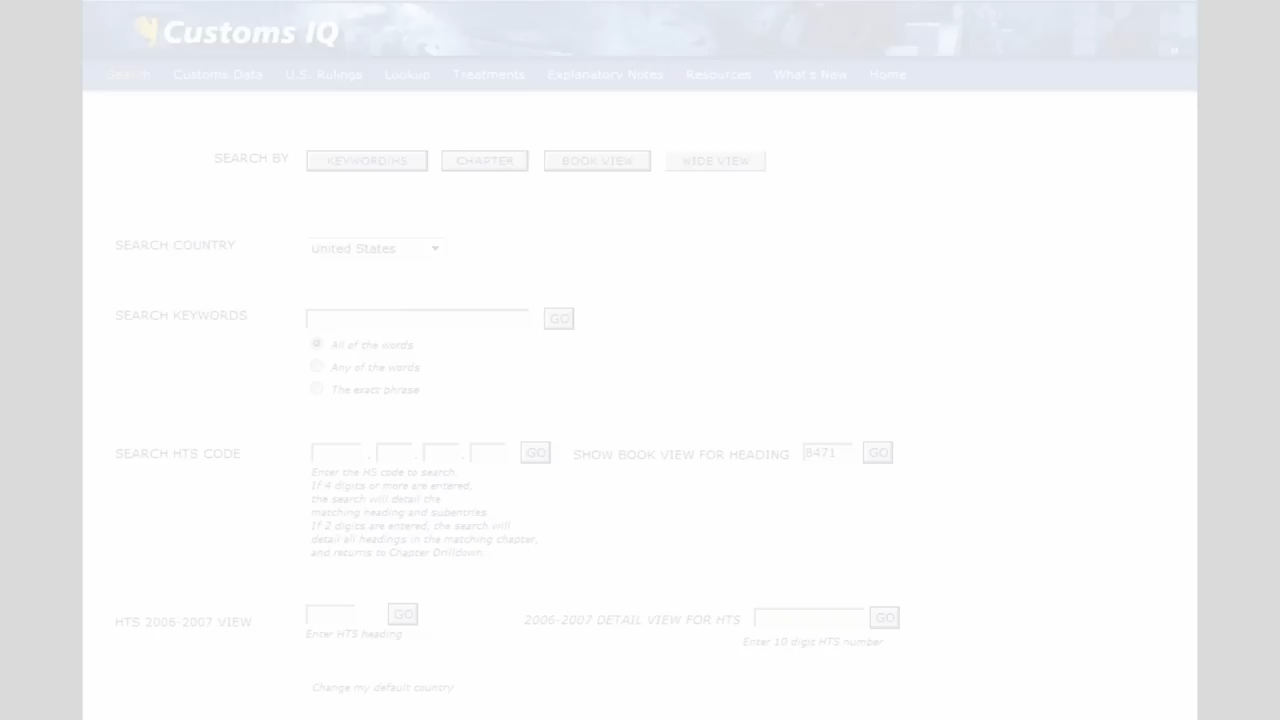 Customs IQ
Search Customs Data U.S. Rulings Lookup Treatments Explanatory Notes Resources What's New Home
SEARCH BY KEYWORD/HS CHAPTER BOOK VIEW WIDE VIEW
SEARCH COUNTRY United States
SEARCH KEYWORDS GO
All of the words
Any of the words
The exact phrase
SEARCH HTS CODE . . . GO SHOW BOOK VIEW FOR HEADING 8471 GO
Enter the HS code to search.
If 4 digits or more are entered,
the search will detail the
matching heading and subentries.
If 2 digits are entered, the search will
detail all headings in the matching chapter,
and returns to Chapter Drilldown.
HTS 2006-2007 VIEW GO 2006-2007 DETAIL VIEW FOR HTS GO
Enter HTS heading Enter 10 digit HTS number
Change my default country